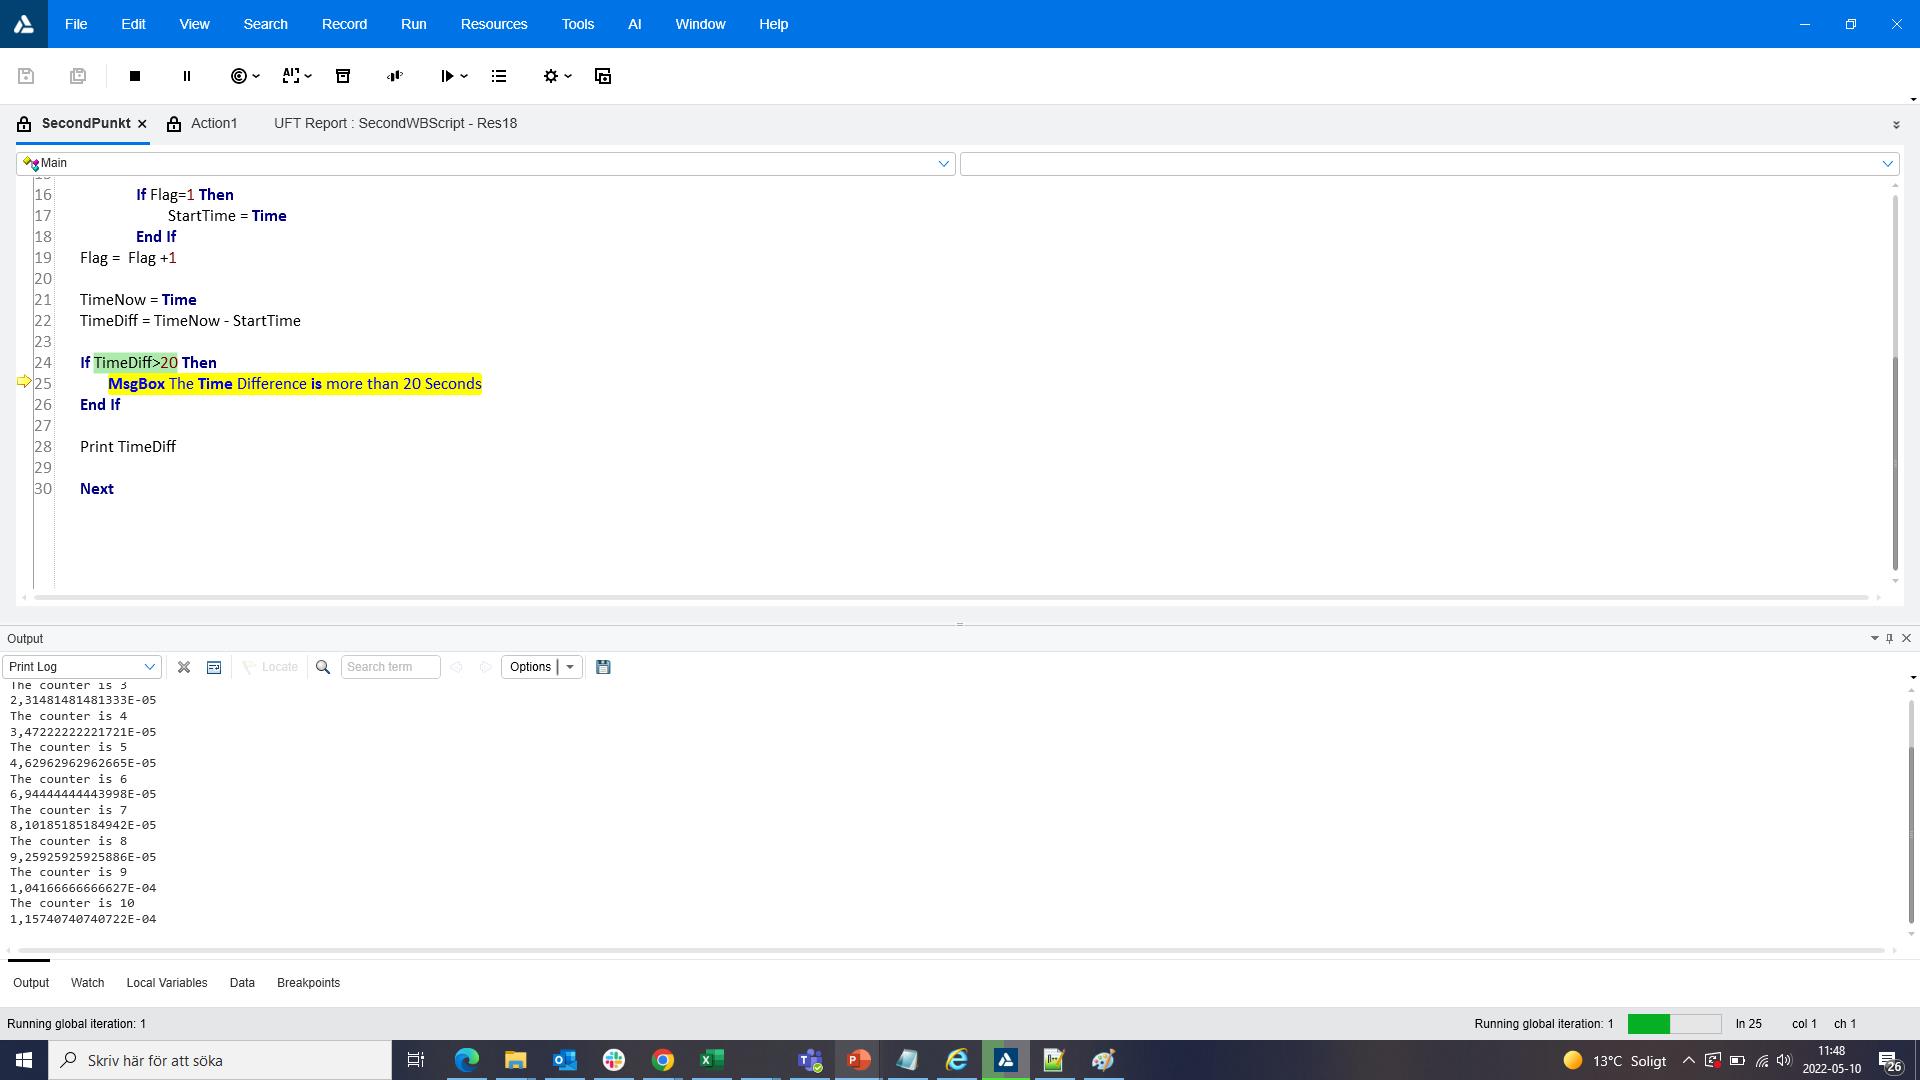 File Edit View Search Record Run Resources Tools AI Window Help
AI
SecondPunkt Action1 UFT Report : SecondWBScript - Res18
Main
15
16 If Flag=1 Then
17 StartTime = Time
18 End If
19 Flag = Flag +1
20
21 TimeNow = Time
22 TimeDiff = TimeNow - StartTime
23
24 If TimeDiff>20 Then
25 MsgBox The Time Difference is more than 20 Seconds
26 End If
27
28 Print TimeDiff
29
30 Next
Output
Print Log Locate Search term Options
The counter is 3
2,31481481481333E-05
The counter is 4
3,47222222221721E-05
The counter is 5
4,62962962962665E-05
The counter is 6
6,94444444443998E-05
The counter is 7
8,10185185184942E-05
The counter is 8
9,25925925925886E-05
The counter is 9
1,04166666666627E-04
The counter is 10
1,15740740740722E-04
Output Watch Local Variables Data Breakpoints
Running global iteration: 1 Running global iteration: 1 ln 25 col 1 ch 1
Skriv här för att söka 13°C Soligt 11:48
2022-05-10 26